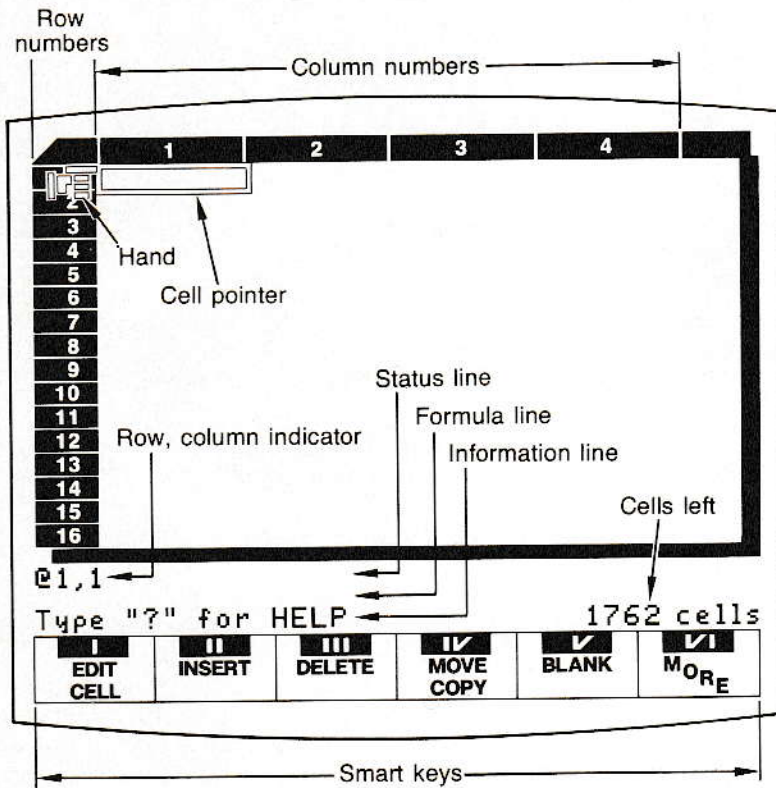 Row
numbers
Column numbers
1 2 3 4
2
3
4
5
6
7
8
9
10
11
12
13
14
15
16
Hand
Cell pointer
Status line
Formula line
Row, column indicator
Information line
Cells left
@1,1
Type "?" for HELP 1762 cells
I II III IV V VI
EDIT CELL INSERT DELETE MOVE COPY BLANK MORE
Smart keys